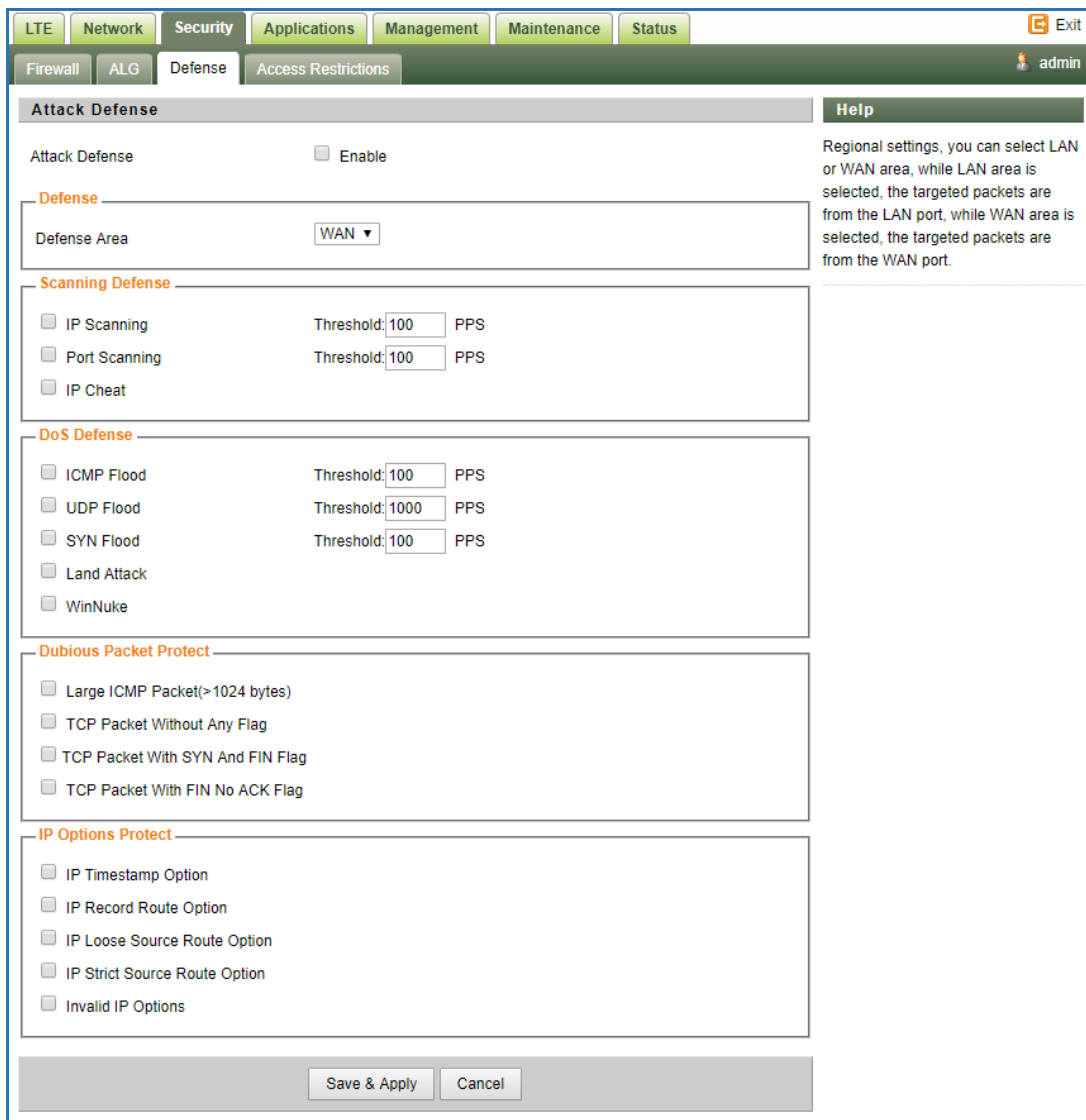 LTE Network Security Applications Management Maintenance Status Exit
Firewall ALG Defense Access Restrictions admin
Attack Defense
Attack Defense Enable
Defense
Defense Area WAN
Scanning Defense
IP Scanning Threshold: 100 PPS
Port Scanning Threshold: 100 PPS
IP Cheat
DoS Defense
ICMP Flood Threshold: 100 PPS
UDP Flood Threshold: 1000 PPS
SYN Flood Threshold: 100 PPS
Land Attack
WinNuke
Dubious Packet Protect
Large ICMP Packet(>1024 bytes)
TCP Packet Without Any Flag
TCP Packet With SYN And FIN Flag
TCP Packet With FIN No ACK Flag
IP Options Protect
IP Timestamp Option
IP Record Route Option
IP Loose Source Route Option
IP Strict Source Route Option
Invalid IP Options
Save & Apply Cancel
Help
Regional settings, you can select LAN
or WAN area, while LAN area is
selected, the targeted packets are
from the LAN port, while WAN area is
selected, the targeted packets are
from the WAN port.